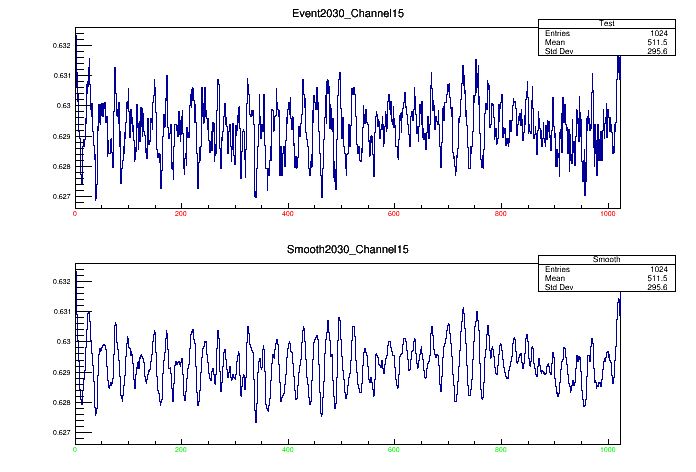 Event2030_Channel15
Test
Entries 1024
Mean 511.5
Std Dev 295.6
0.632
0.631
0.63
0.629
0.628
0.627
0 200 400 600 800 1000
Smooth2030_Channel15
Smooth
Entries 1024
Mean 511.5
Std Dev 295.6
0.632
0.631
0.63
0.629
0.628
0.627
0 200 400 600 800 1000